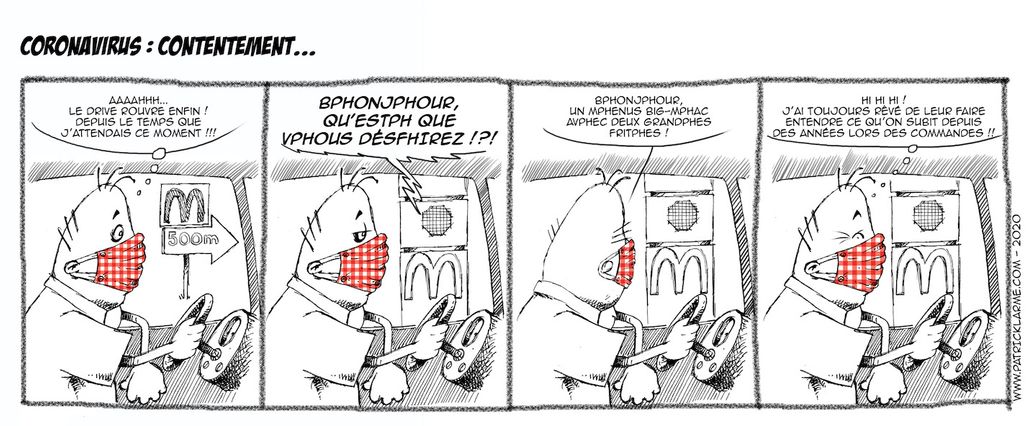 CORONAVIRUS : CONTENTEMENT...
AAAAHHH...
LE DRIVE ROUVRE ENFIN !
DEPUIS LE TEMPS QUE
J'ATTENDAIS CE MOMENT !!!
M
500m
BPHONJPHOUR,
QU'ESTPH QUE
VPHOUS DÉSFHIREZ !?!
M
BPHONJPHOUR,
UN MPHENUS BIG-MPHAC
AVPHEC DEUX GRANDPHES
FRITPHES !
M
HI HI HI !
J'AI TOUJOURS RÊVÉ DE LEUR FAIRE
ENTENDRE CE QU'ON SUBIT DEPUIS
DES ANNÉES LORS DES COMMANDES !!
M
WWW.PATRICKLARME.COM - 2020